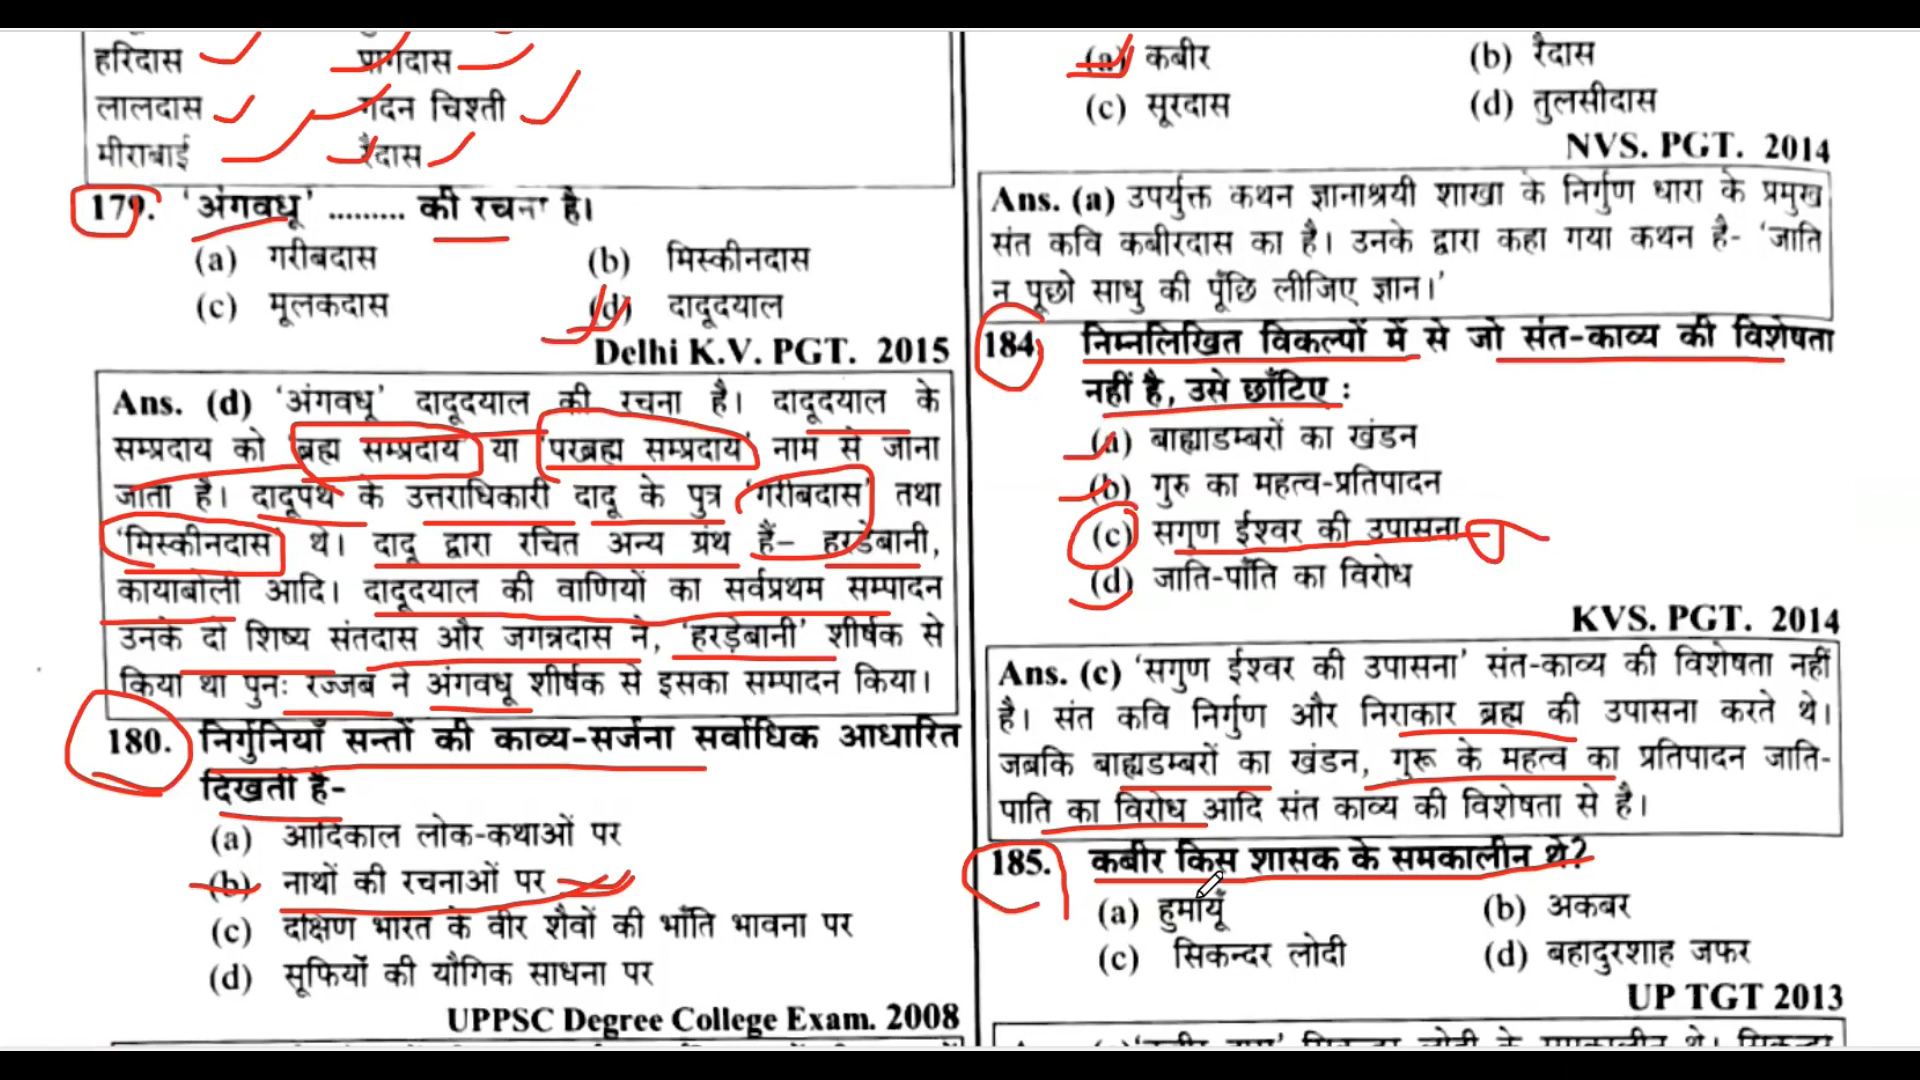 हरिदास प्रागदास
लालदास गदन चिश्ती
मीराबाई रैदास
179. 'अंगवधू' ......... की रचना है।
(a) गरीबदास (b) मिस्कीनदास
(c) मूलकदास (d) दादूदयाल
Delhi K.V. PGT. 2015
Ans. (d) 'अंगवधू' दादूदयाल की रचना है। दादूदयाल के
सम्प्रदाय को 'ब्रह्म सम्प्रदाय' या 'परब्रह्म सम्प्रदाय' नाम से जाना
जाता है। दादूपंथ के उत्तराधिकारी दादू के पुत्र 'गरीबदास' तथा
'मिस्कीनदास' थे। दादू द्वारा रचित अन्य ग्रंथ हैं– हरडेबानी,
कायाबोली आदि। दादूदयाल की वाणियों का सर्वप्रथम सम्पादन
उनके दो शिष्य संतदास और जगन्नदास ने, 'हरड़ेबानी' शीर्षक से
किया था पुनः रज्जब ने अंगवधू शीर्षक से इसका सम्पादन किया।
180. निर्गुनियाँ सन्तों की काव्य-सर्जना सर्वाधिक आधारित
दिखती है–
(a) आदिकाल लोक-कथाओं पर
(b) नाथों की रचनाओं पर
(c) दक्षिण भारत के वीर शैवों की भाँति भावना पर
(d) सूफियों की यौगिक साधना पर
UPPSC Degree College Exam. 2008
(a) कबीर (b) रैदास
(c) सूरदास (d) तुलसीदास
NVS. PGT. 2014
Ans. (a) उपर्युक्त कथन ज्ञानाश्रयी शाखा के निर्गुण धारा के प्रमुख
संत कवि कबीरदास का है। उनके द्वारा कहा गया कथन है- 'जाति
न पूछो साधु की पूँछि लीजिए ज्ञान।'
184. निम्नलिखित विकल्पों में से जो संत-काव्य की विशेषता
नहीं है, उसे छाँटिए :
(a) बाह्याडम्बरों का खंडन
(b) गुरु का महत्व-प्रतिपादन
(c) सगुण ईश्वर की उपासना
(d) जाति-पाँति का विरोध
KVS. PGT. 2014
Ans. (c) 'सगुण ईश्वर की उपासना' संत-काव्य की विशेषता नहीं
है। संत कवि निर्गुण और निराकार ब्रह्म की उपासना करते थे।
जबकि बाह्यडम्बरों का खंडन, गुरू के महत्व का प्रतिपादन जाति-
पाति का विरोध आदि संत काव्य की विशेषता से है।
185. कबीर किस शासक के समकालीन थे?
(a) हुमायूँ (b) अकबर
(c) सिकन्दर लोदी (d) बहादुरशाह जफर
UP TGT 2013